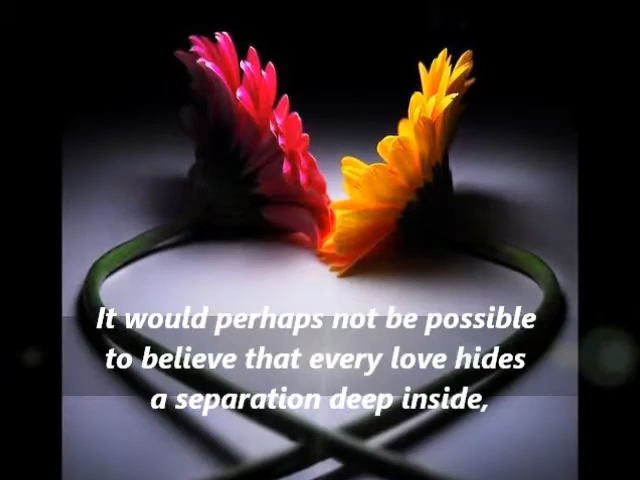 It would perhaps not be possible
to believe that every love hides
a separation deep inside,